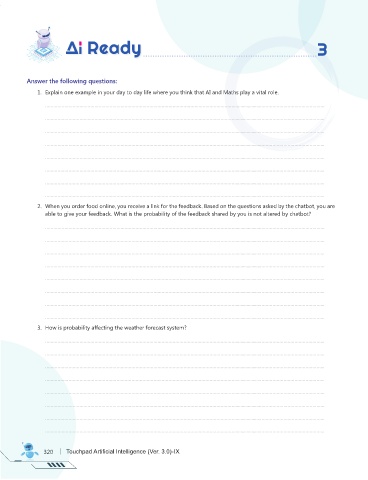 Ai Ready
3
Answer the following questions:
1. Explain one example in your day to day life where you think that AI and Maths play a vital role.
2. When you order food online, you receive a link for the feedback. Based on the questions asked by the chatbot, you are
able to give your feedback. What is the probability of the feedback shared by you is not altered by chatbot?
3. How is probability affecting the weather forecast system?
320 | Touchpad Artificial Intelligence (Ver. 3.0)-IX